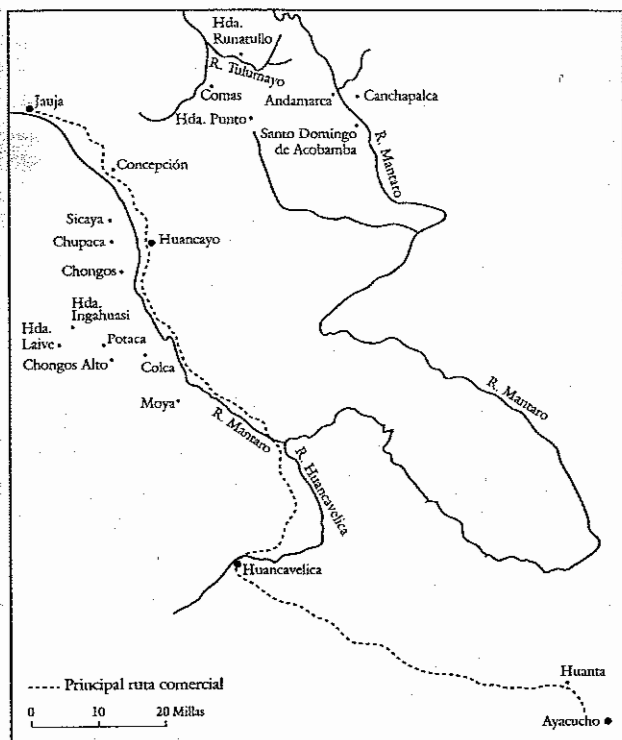 Hda.
Runatullo
R. Tulumayo
Comas
Andamarca
Canchapalca
Jauja
Hda. Punto
Santo Domingo
de Acobamba
R. Mantaro
Concepción
Sicaya
Chupaca
Huancayo
Chongos
Hda.
Ingahuasi
Hda.
Laive
Potaca
Chongos Alto
Colca
Moya
R. Mantaro
R. Mantaro
R. Huancavelica
Huancavelica
Principal ruta comercial
0 10 20 Millas
Huanta
Ayacucho